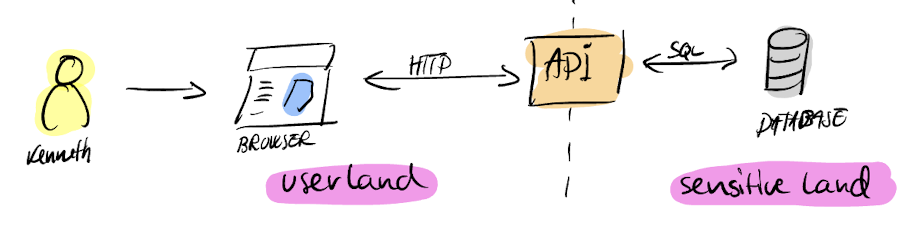 HTTP
API
SQL
Kenneth
BROWSER
DATABASE
userland
sensitive land